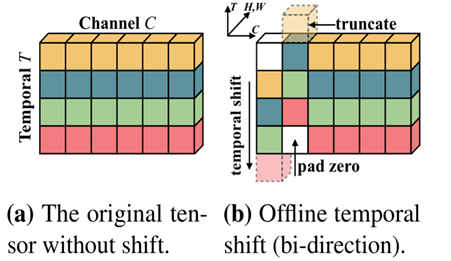 Channel C
Temporal T
T
H,W
C
truncate
temporal shift
pad zero
(a) The original ten-
sor without shift.
(b) Offline temporal
shift (bi-direction).